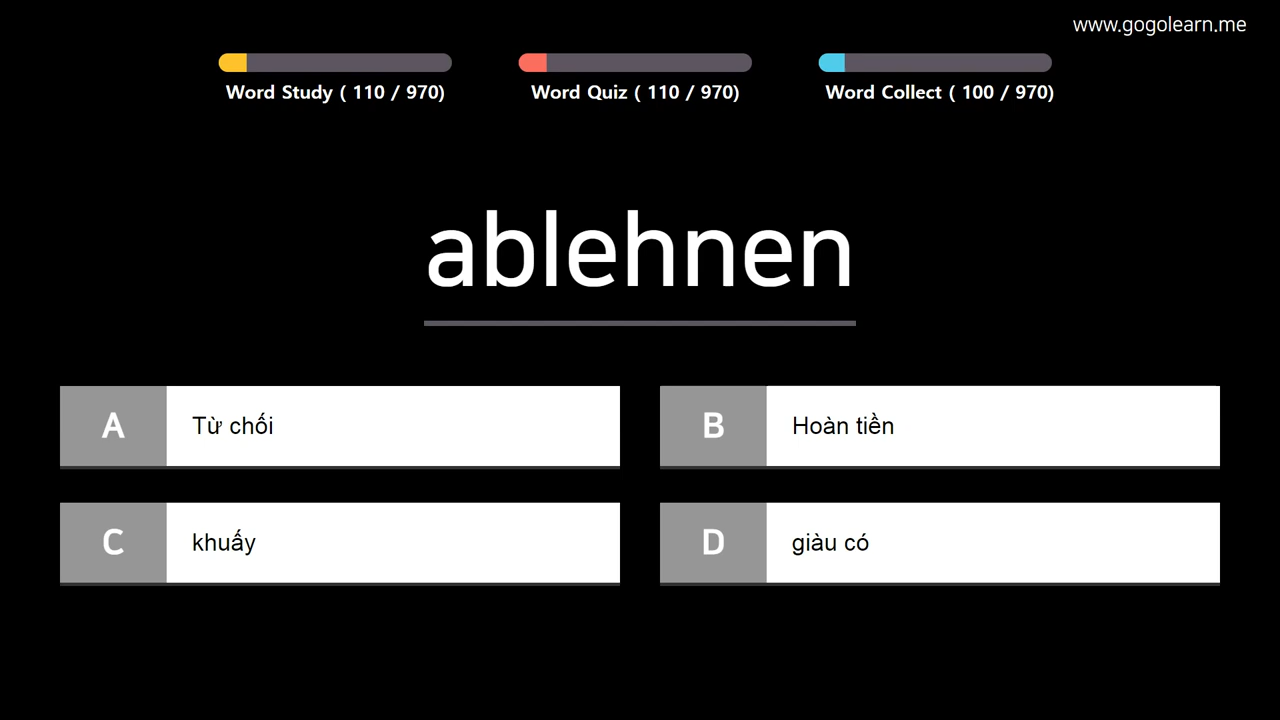 www.gogolearn.me
Word Study ( 110 / 970)
Word Quiz ( 110 / 970)
Word Collect ( 100 / 970)
ablehnen
A
Từ chối
B
Hoàn tiền
C
khuấy
D
giàu có